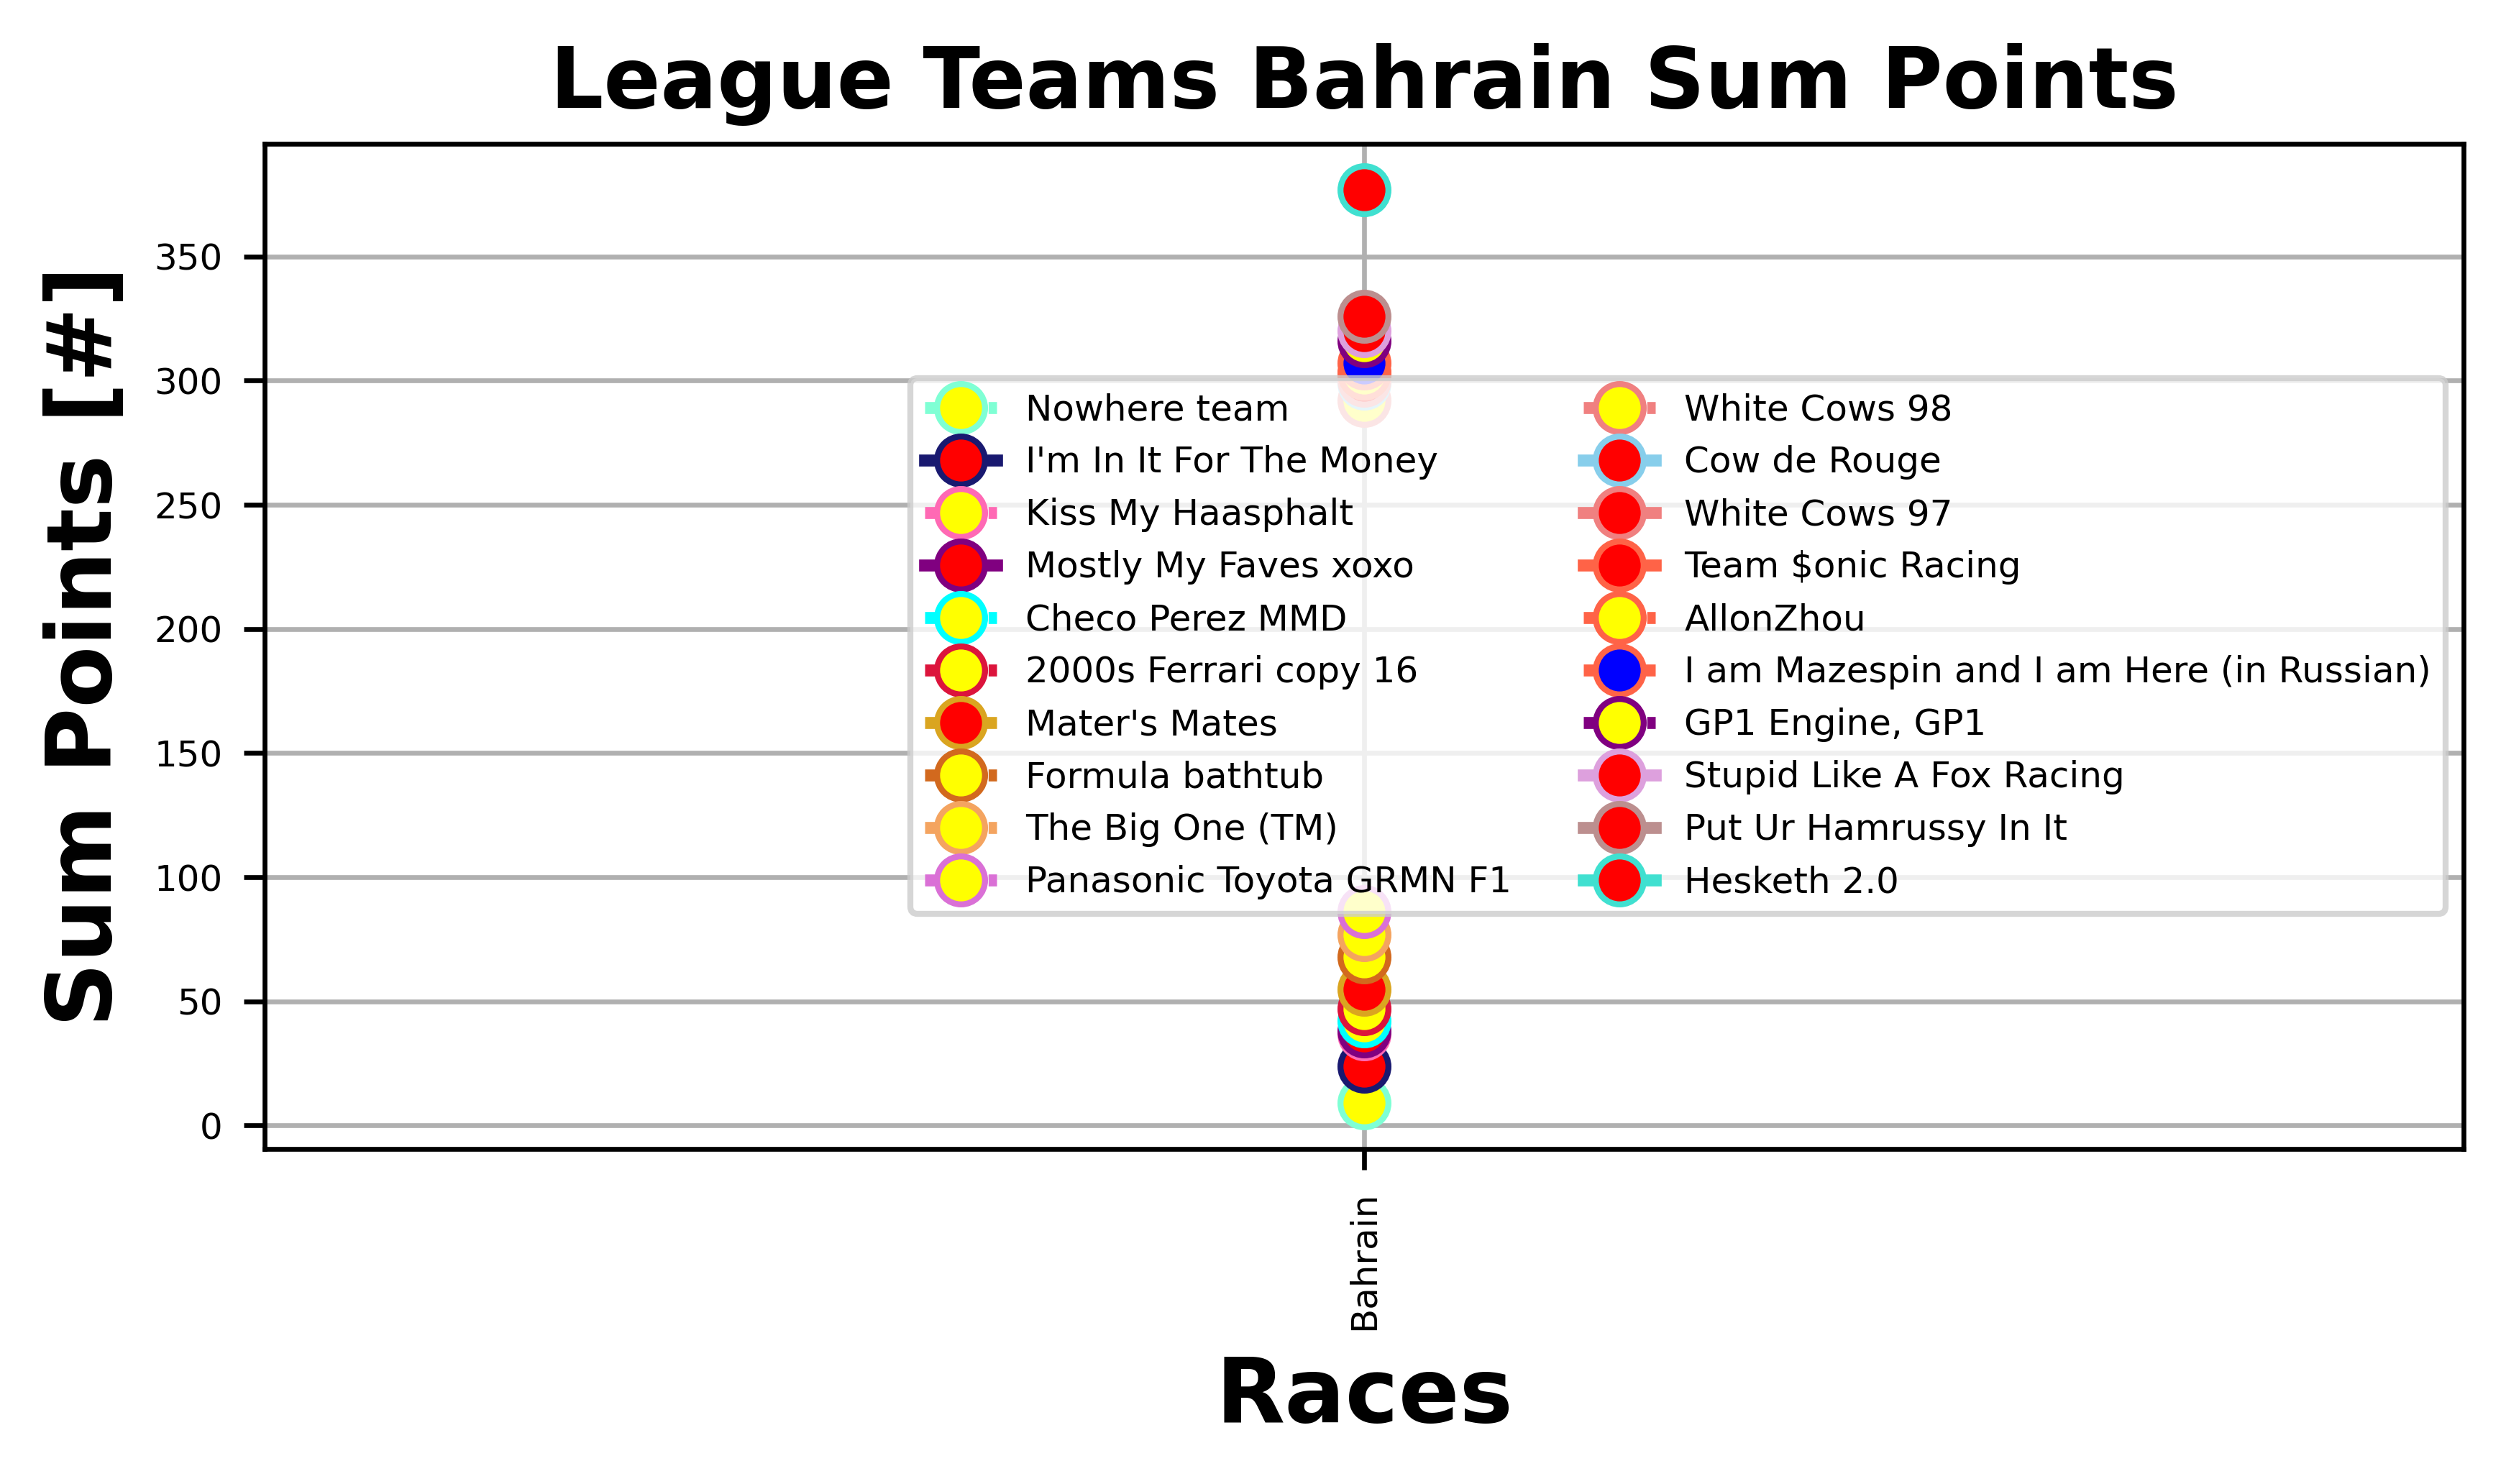 League Teams Bahrain Sum Points
Sum Points [#]
350
300
250
200
150
100
50
0
Nowhere team
I'm In It For The Money
Kiss My Haasphalt
Mostly My Faves xoxo
Checo Perez MMD
2000s Ferrari copy 16
Mater's Mates
Formula bathtub
The Big One (TM)
Panasonic Toyota GRMN F1
White Cows 98
Cow de Rouge
White Cows 97
Team $onic Racing
AllonZhou
I am Mazespin and I am Here (in Russian)
GP1 Engine, GP1
Stupid Like A Fox Racing
Put Ur Hamrussy In It
Hesketh 2.0
Bahrain
Races